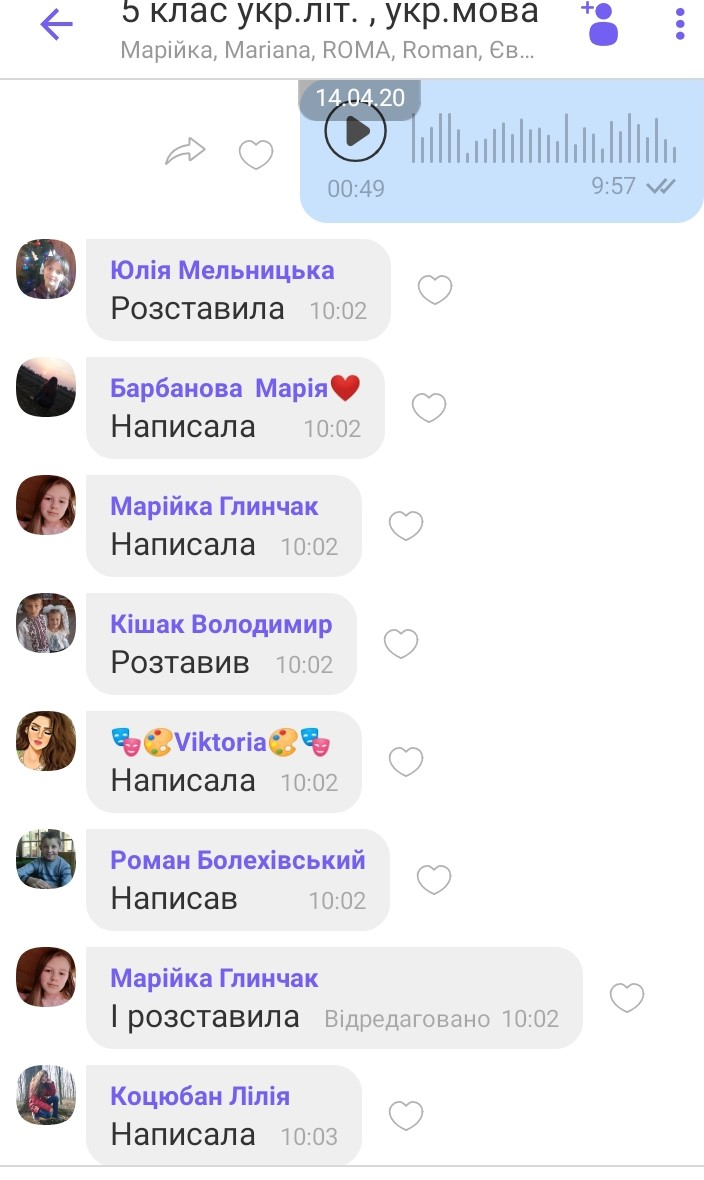 5 клас укр.літ. , укр.мова
Марійка, Mariana, ROMA, Roman, Єв...
14.04.20
00:49 9:57
Юлія Мельницька
Розставила 10:02
Барбанова Марія❤️
Написала 10:02
Марійка Глинчак
Написала 10:02
Кішак Володимир
Розтавив 10:02
🎭🎨Viktoria🎨🎭
Написала 10:02
Роман Болехівський
Написав 10:02
Марійка Глинчак
І розставила Відредаговано 10:02
Коцюбан Лілія
Написала 10:03